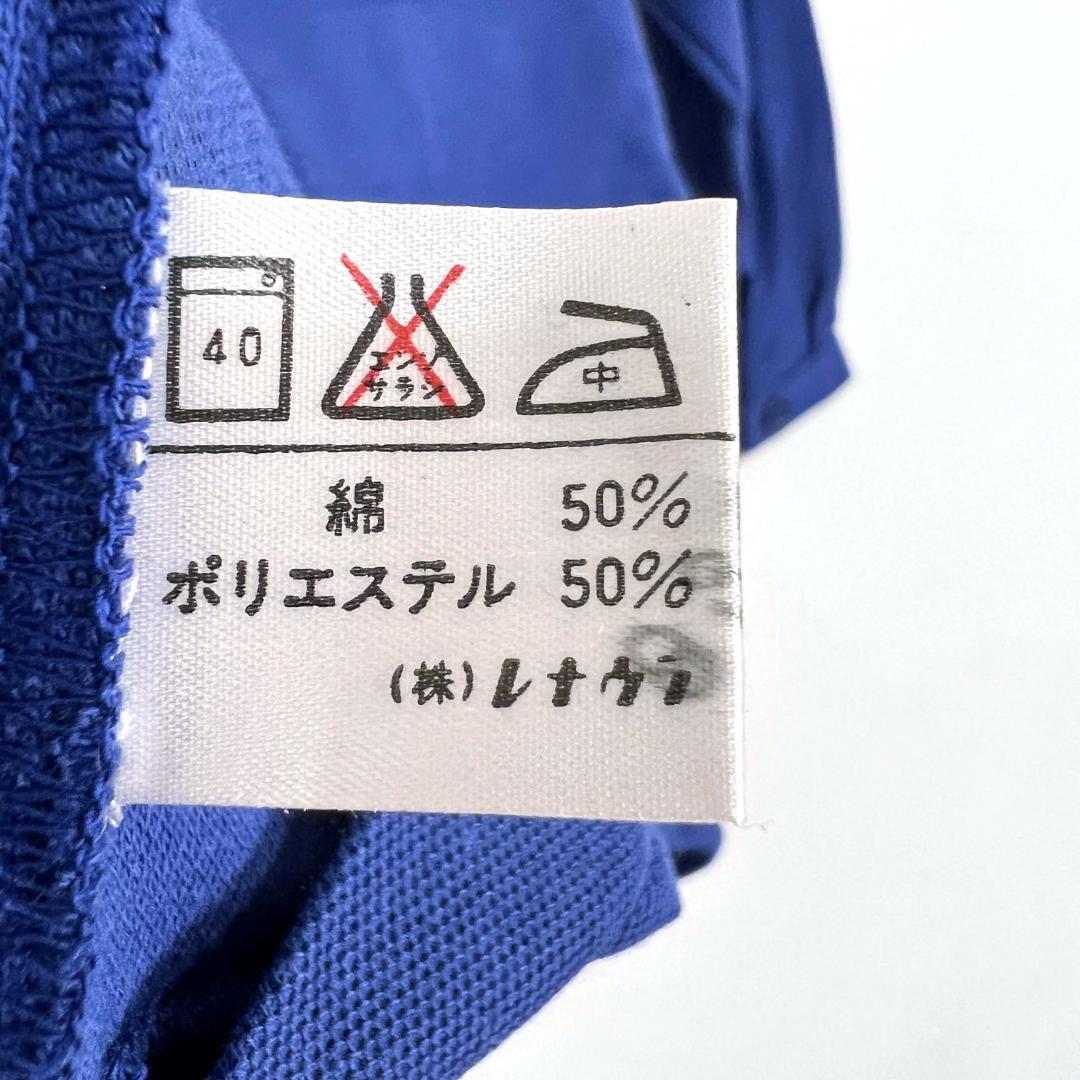 40
エンソ
サラシ
中
綿 50%
ポリエステル 50%
(株)レナウン